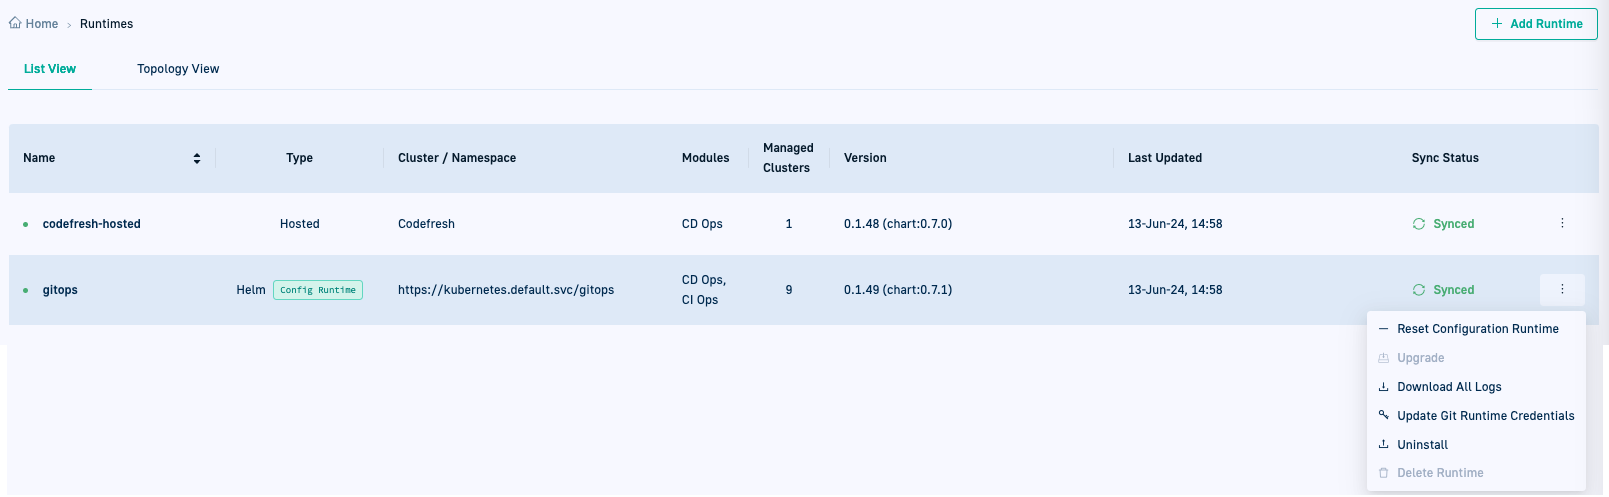 Home > Runtimes
+ Add Runtime
List View
Topology View
Name
Type
Cluster / Namespace
Modules
Managed
Clusters
Version
Last Updated
Sync Status
codefresh-hosted
Hosted
Codefresh
CD Ops
1
0.1.48 (chart:0.7.0)
13-Jun-24, 14:58
Synced
gitops
Helm
Config Runtime
https://kubernetes.default.svc/gitops
CD Ops,
CI Ops
9
0.1.49 (chart:0.7.1)
13-Jun-24, 14:58
Synced
Reset Configuration Runtime
Upgrade
Download All Logs
Update Git Runtime Credentials
Uninstall
Delete Runtime